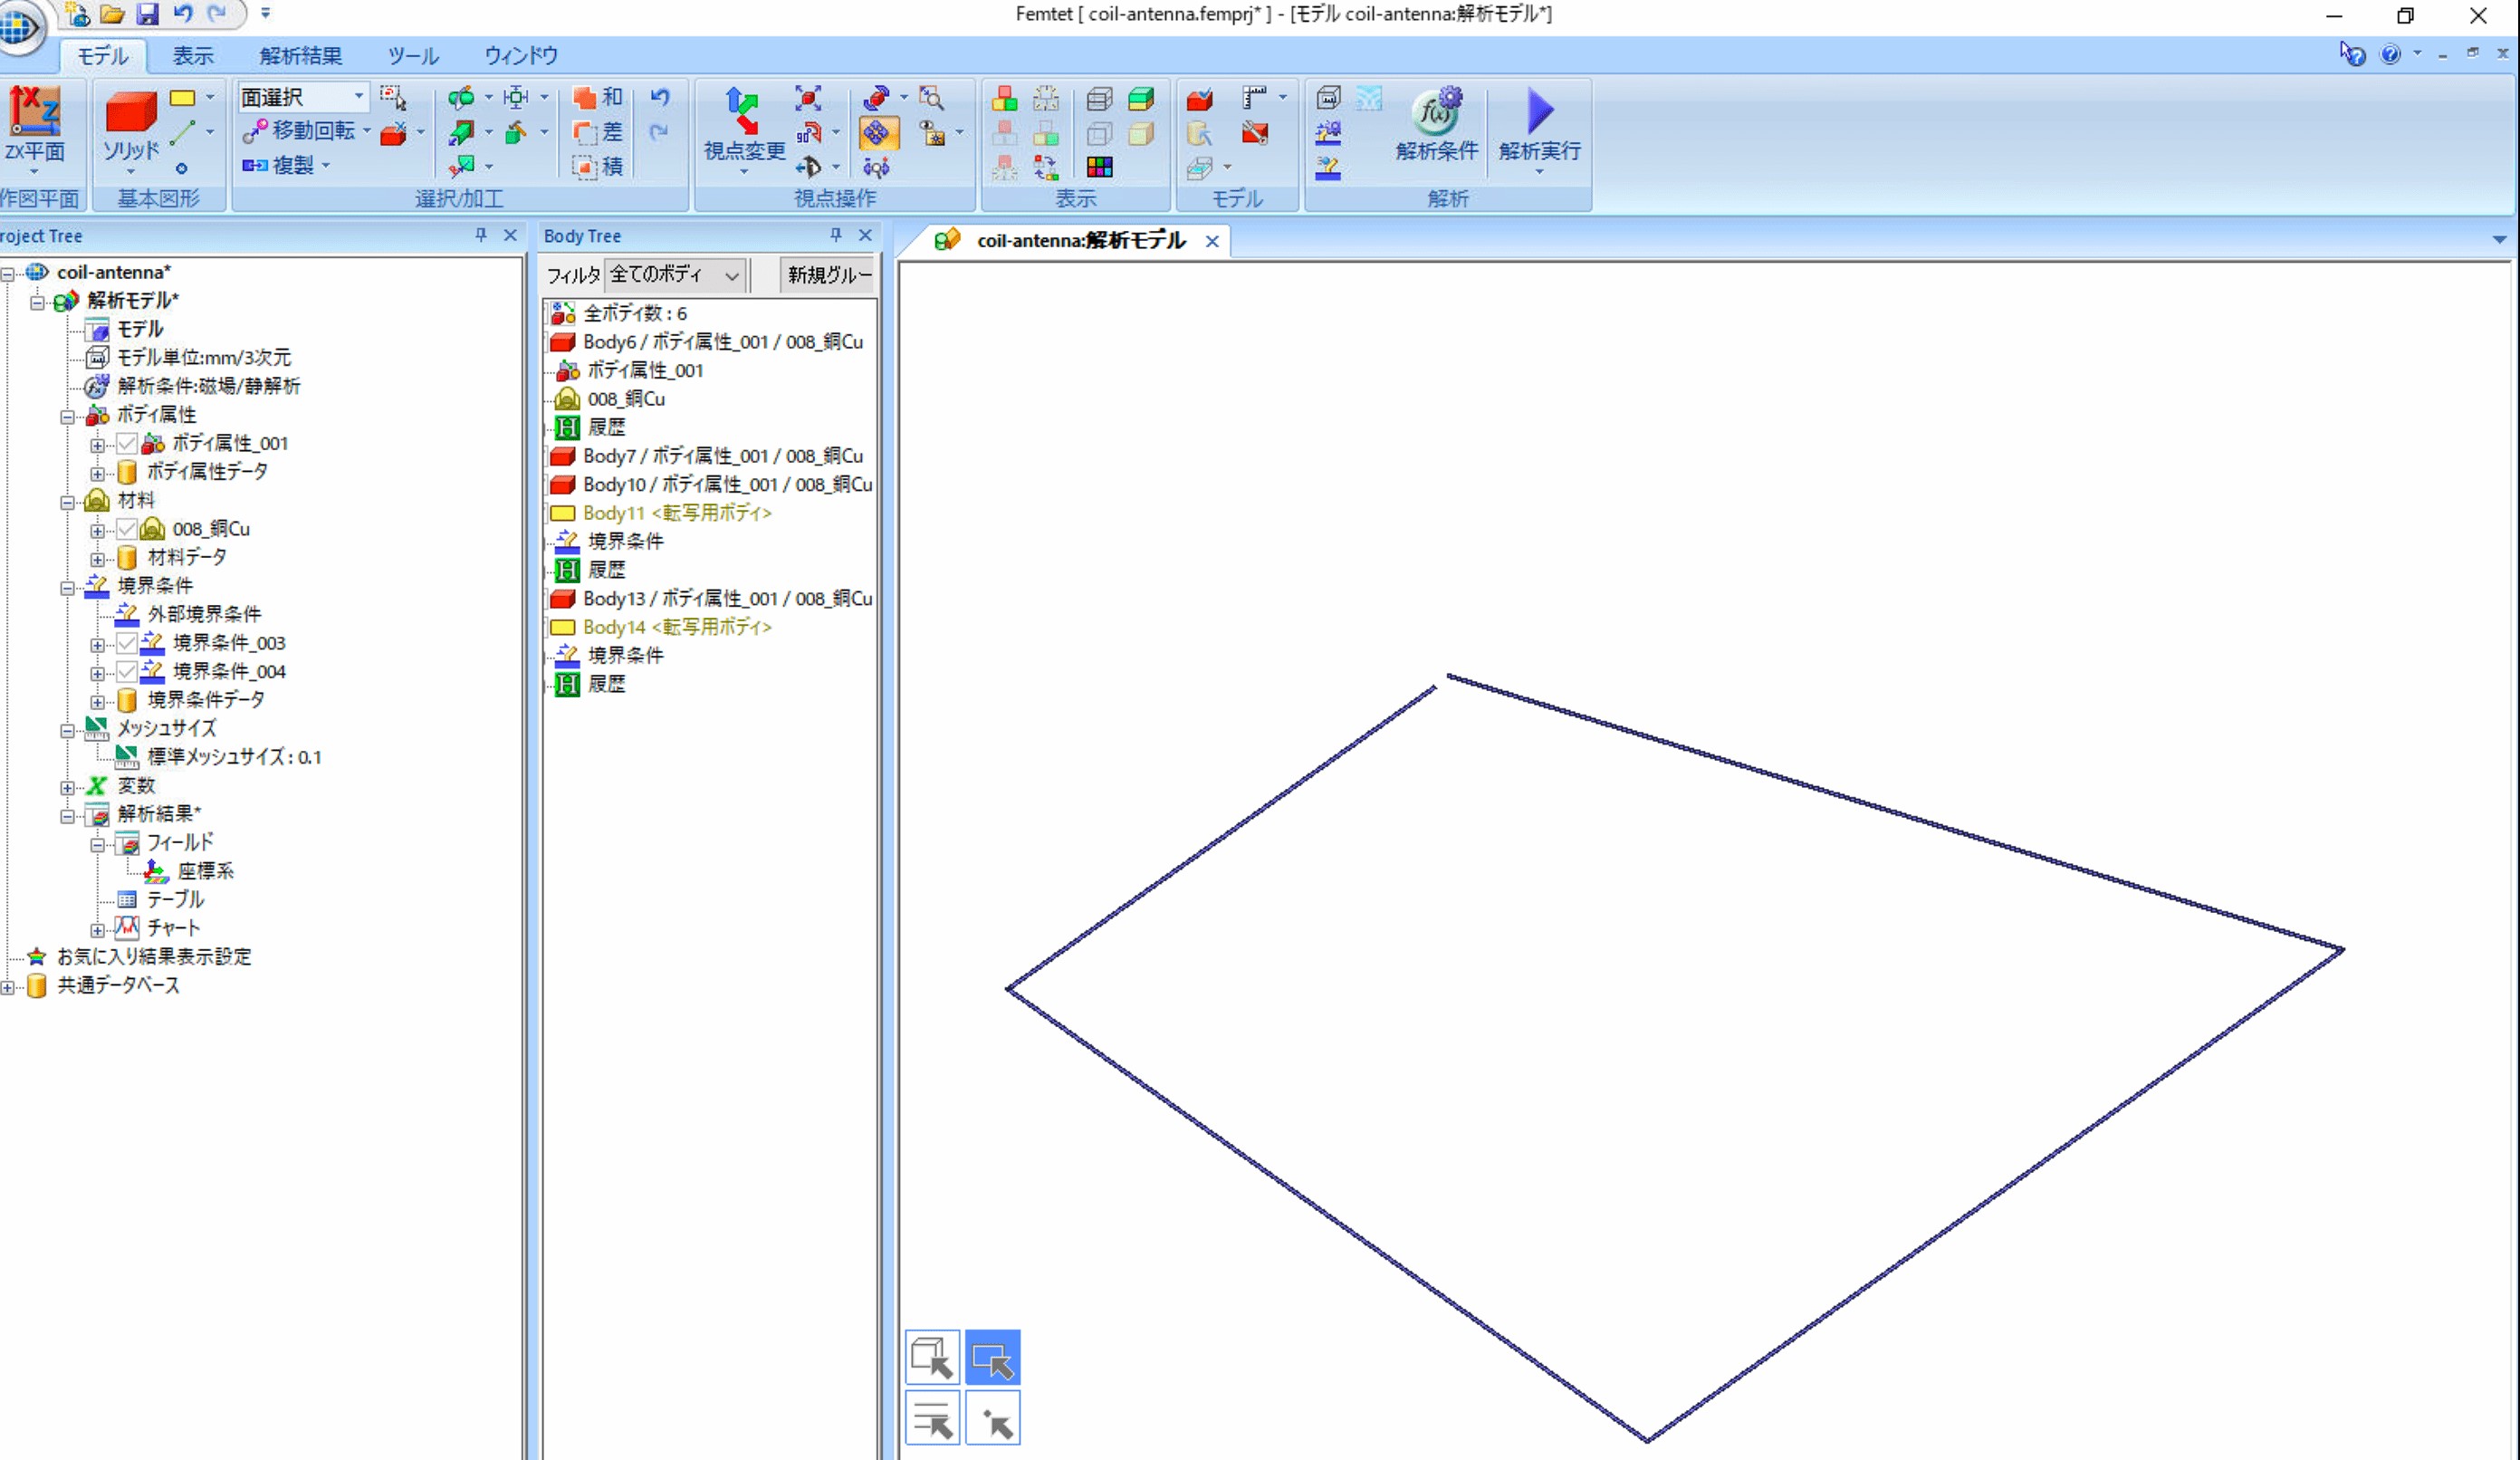 Femtet [ coil-antenna.femprj* ] - [モデル coil-antenna:解析モデル*]
モデル 表示 解析結果 ツール ウィンドウ
面選択
移動回転
複製
和
差
積
ZX平面
ソリッド
視点変更
解析条件
解析実行
作図平面
基本図形
選択/加工
視点操作
表示
モデル
解析
roject Tree
coil-antenna*
解析モデル*
モデル
モデル単位:mm/3次元
解析条件:磁場/静解析
ボディ属性
ボディ属性_001
ボディ属性データ
材料
008_銅Cu
材料データ
境界条件
外部境界条件
境界条件_003
境界条件_004
境界条件データ
メッシュサイズ
標準メッシュサイズ : 0.1
変数
解析結果*
フィールド
座標系
テーブル
チャート
お気に入り結果表示設定
共通データベース
Body Tree
フィルタ 全てのボディ 新規グルー
全ボディ数 : 6
Body6 / ボディ属性_001 / 008_銅Cu
ボディ属性_001
008_銅Cu
履歴
Body7 / ボディ属性_001 / 008_銅Cu
Body10 / ボディ属性_001 / 008_銅Cu
Body11 <転写用ボディ>
境界条件
履歴
Body13 / ボディ属性_001 / 008_銅Cu
Body14 <転写用ボディ>
境界条件
履歴
coil-antenna:解析モデル